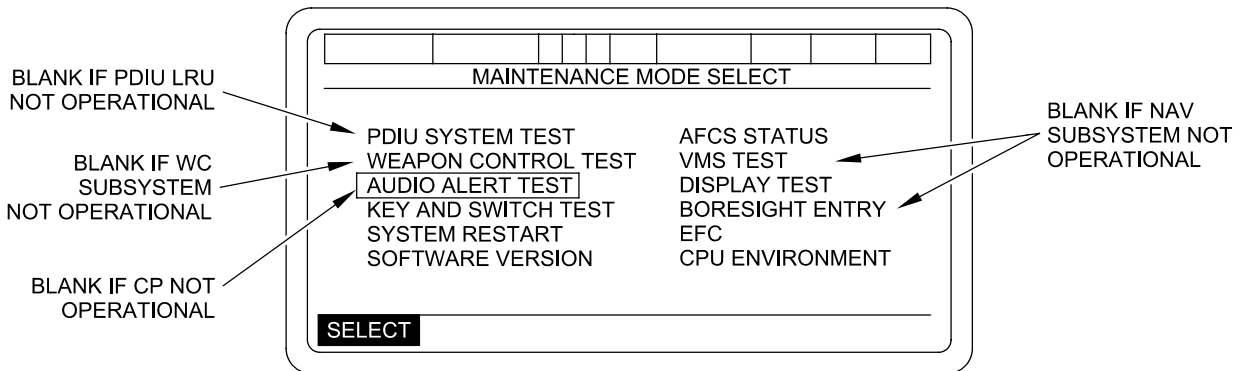 MAINTENANCE MODE SELECT
BLANK IF PDIU LRU
NOT OPERATIONAL
BLANK IF WC
SUBSYSTEM
NOT OPERATIONAL
BLANK IF CP NOT
OPERATIONAL
PDIU SYSTEM TEST
WEAPON CONTROL TEST
AUDIO ALERT TEST
KEY AND SWITCH TEST
SYSTEM RESTART
SOFTWARE VERSION
AFCS STATUS
VMS TEST
DISPLAY TEST
BORESIGHT ENTRY
EFC
CPU ENVIRONMENT
BLANK IF NAV
SUBSYSTEM NOT
OPERATIONAL
SELECT